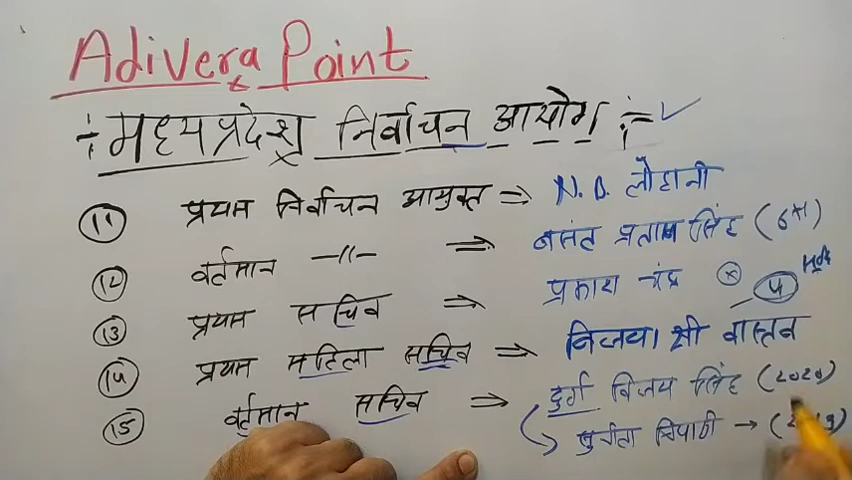 Adivera Point
÷ मध्यप्रदेश निर्वाचन आयोग ÷
11 प्रथम निर्वाचन आयुक्त ⇒ N. B. लौहानी
12 वर्तमान -〃- ⇒ बसंत प्रताप सिंह (6th)
13 प्रथम सचिव ⇒ प्रकाश चंद्र
14 प्रथम महिला सचिव ⇒ विजया श्री वास्तव
15 वर्तमान सचिव ⇒ दुर्ग विजय सिंह (2020)
त्रिपाठी → (2019)